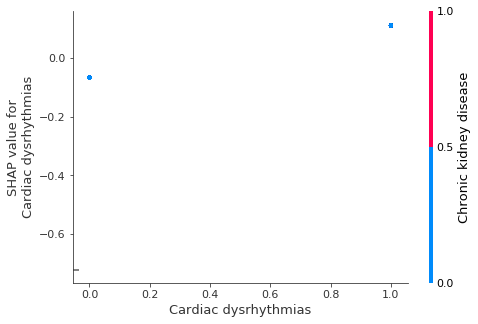 SHAP value for
Cardiac dysrhythmias
0.0
−0.2
−0.4
−0.6
0.0 0.2 0.4 0.6 0.8 1.0
Cardiac dysrhythmias
1.0
0.5
0.0
Chronic kidney disease